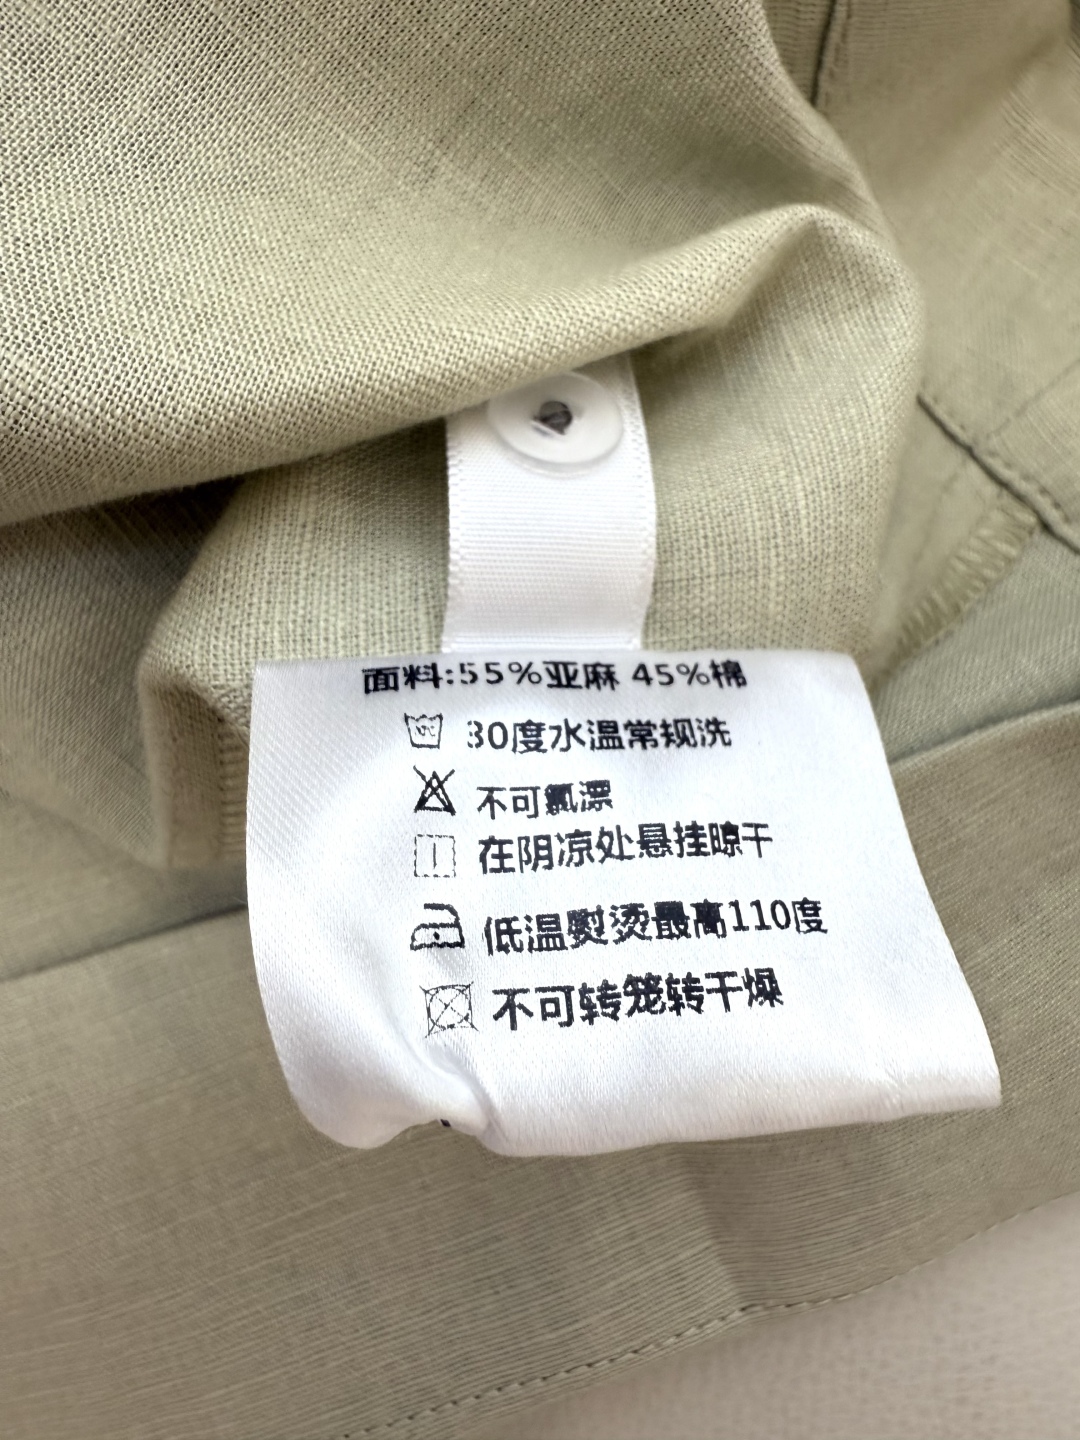 面料:55%亚麻 45%棉
30度水温常规洗
不可氯漂
在阴凉处悬挂晾干
低温熨烫最高110度
不可转笼转干燥